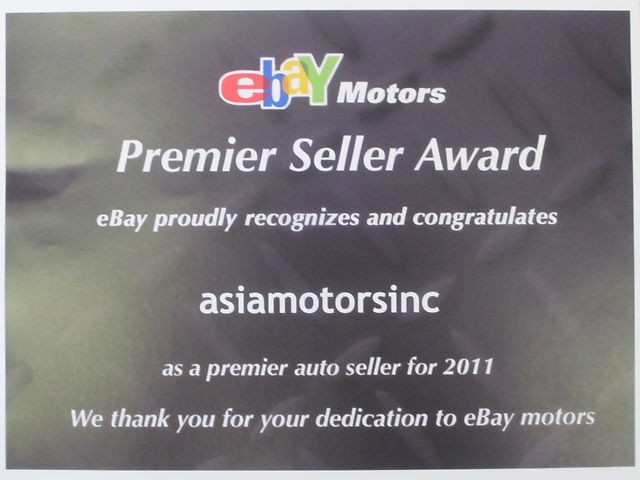 ebaY Motors
Premier Seller Award
eBay proudly recognizes and congratulates
asiamotorsinc
as a premier auto seller for 2011
We thank you for your dedication to eBay motors